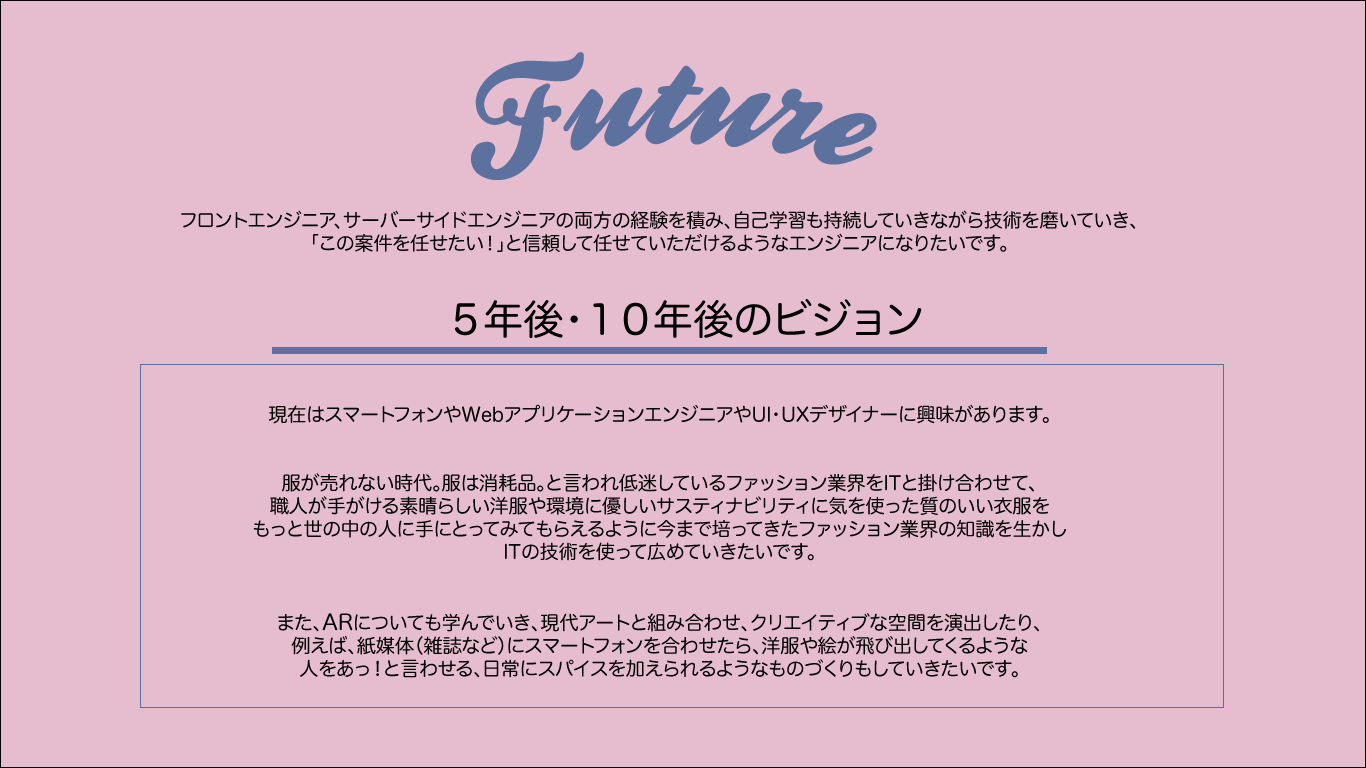 Future
フロントエンジニア、サーバーサイドエンジニアの両方の経験を積み、自己学習も持続していきながら技術を磨いていき、
「この案件を任せたい！」と信頼して任せていただけるようなエンジニアになりたいです。
５年後・１０年後のビジョン
現在はスマートフォンやWebアプリケーションエンジニアやUI・UXデザイナーに興味があります。
服が売れない時代。服は消耗品。と言われ低迷しているファッション業界をITと掛け合わせて、
職人が手がける素晴らしい洋服や環境に優しいサスティナビリティに気を使った質のいい衣服を
もっと世の中の人に手にとってみてもらえるように今まで培ってきたファッション業界の知識を生かし
ITの技術を使って広めていきたいです。
また、ARについても学んでいき、現代アートと組み合わせ、クリエイティブな空間を演出したり、
例えば、紙媒体（雑誌など）にスマートフォンを合わせたら、洋服や絵が飛び出してくるような
人をあっ！と言わせる、日常にスパイスを加えられるようなものづくりもしていきたいです。